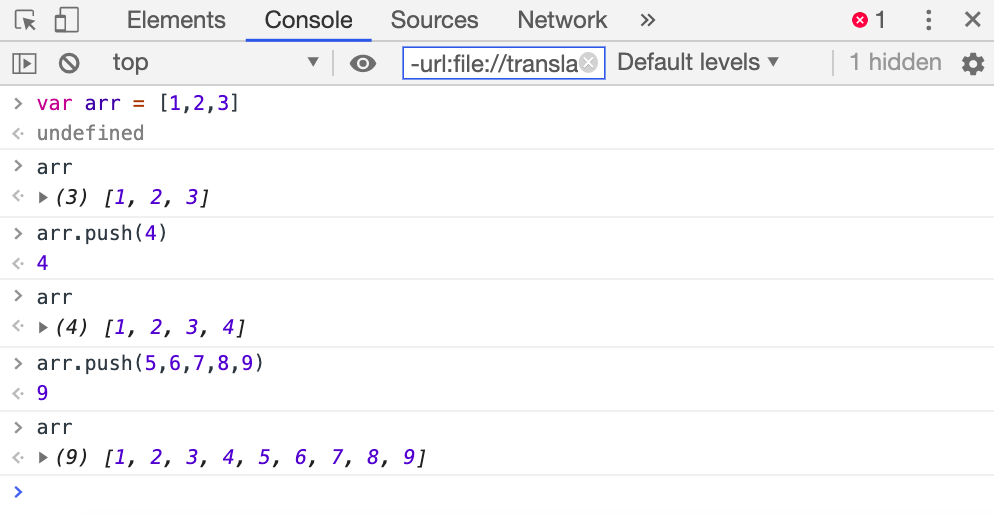 Elements Console Sources Network » 1
top -url:file://transla Default levels ▼ 1 hidden
> var arr = [1,2,3]
undefined
> arr
(3) [1, 2, 3]
> arr.push(4)
4
> arr
(4) [1, 2, 3, 4]
> arr.push(5,6,7,8,9)
9
> arr
(9) [1, 2, 3, 4, 5, 6, 7, 8, 9]
>